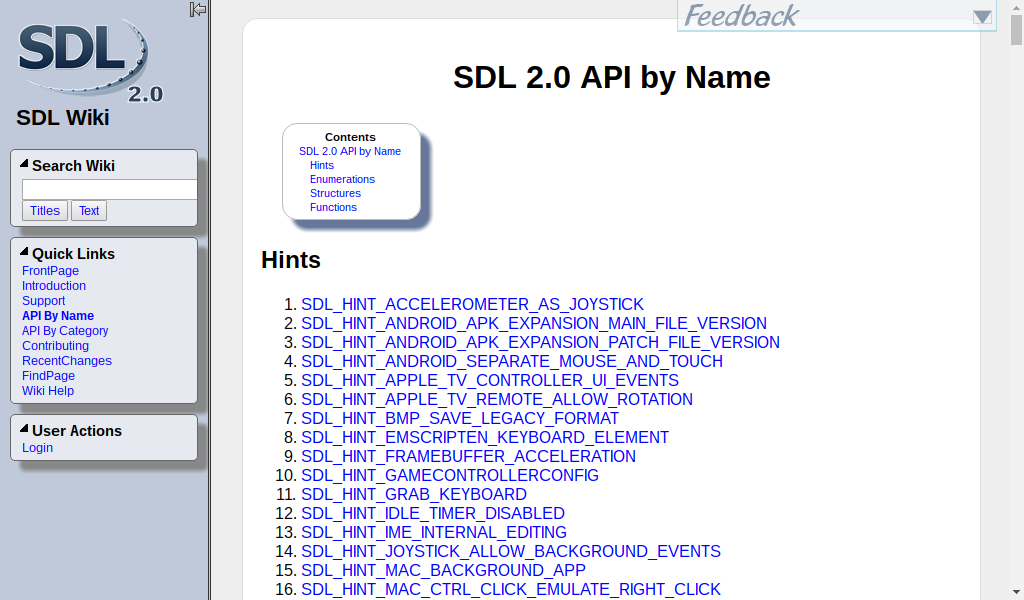 SDL
2.0
SDL Wiki
Search Wiki
Titles Text
Quick Links
FrontPage
Introduction
Support
API By Name
API By Category
Contributing
RecentChanges
FindPage
Wiki Help
User Actions
Login
Feedback
SDL 2.0 API by Name
Contents
SDL 2.0 API by Name
Hints
Enumerations
Structures
Functions
Hints
1. SDL_HINT_ACCELEROMETER_AS_JOYSTICK
2. SDL_HINT_ANDROID_APK_EXPANSION_MAIN_FILE_VERSION
3. SDL_HINT_ANDROID_APK_EXPANSION_PATCH_FILE_VERSION
4. SDL_HINT_ANDROID_SEPARATE_MOUSE_AND_TOUCH
5. SDL_HINT_APPLE_TV_CONTROLLER_UI_EVENTS
6. SDL_HINT_APPLE_TV_REMOTE_ALLOW_ROTATION
7. SDL_HINT_BMP_SAVE_LEGACY_FORMAT
8. SDL_HINT_EMSCRIPTEN_KEYBOARD_ELEMENT
9. SDL_HINT_FRAMEBUFFER_ACCELERATION
10. SDL_HINT_GAMECONTROLLERCONFIG
11. SDL_HINT_GRAB_KEYBOARD
12. SDL_HINT_IDLE_TIMER_DISABLED
13. SDL_HINT_IME_INTERNAL_EDITING
14. SDL_HINT_JOYSTICK_ALLOW_BACKGROUND_EVENTS
15. SDL_HINT_MAC_BACKGROUND_APP
16. SDL_HINT_MAC_CTRL_CLICK_EMULATE_RIGHT_CLICK